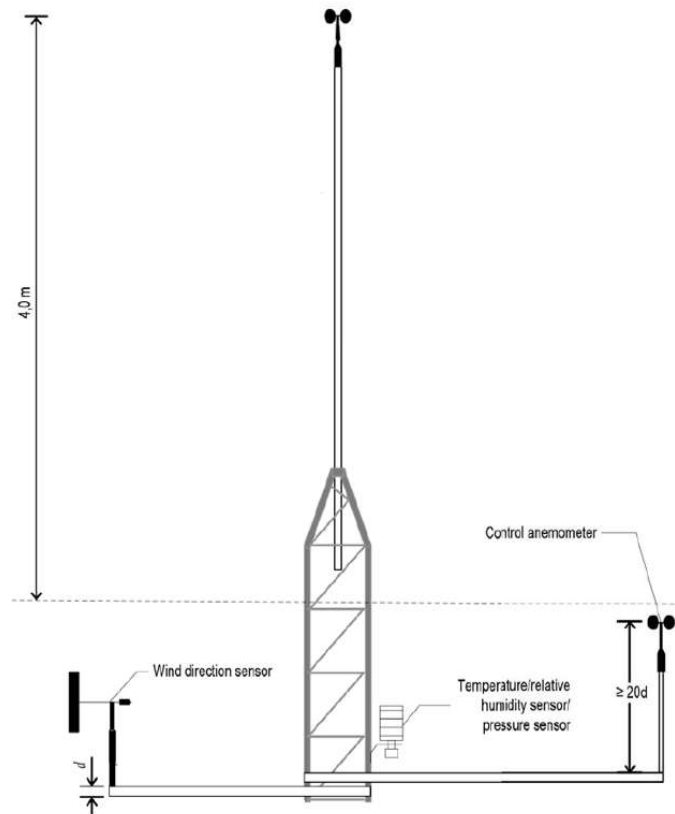 4,0 m
Control anemometer
Wind direction sensor
Temperature/relative
humidity sensor/
pressure sensor
≥ 20d
d